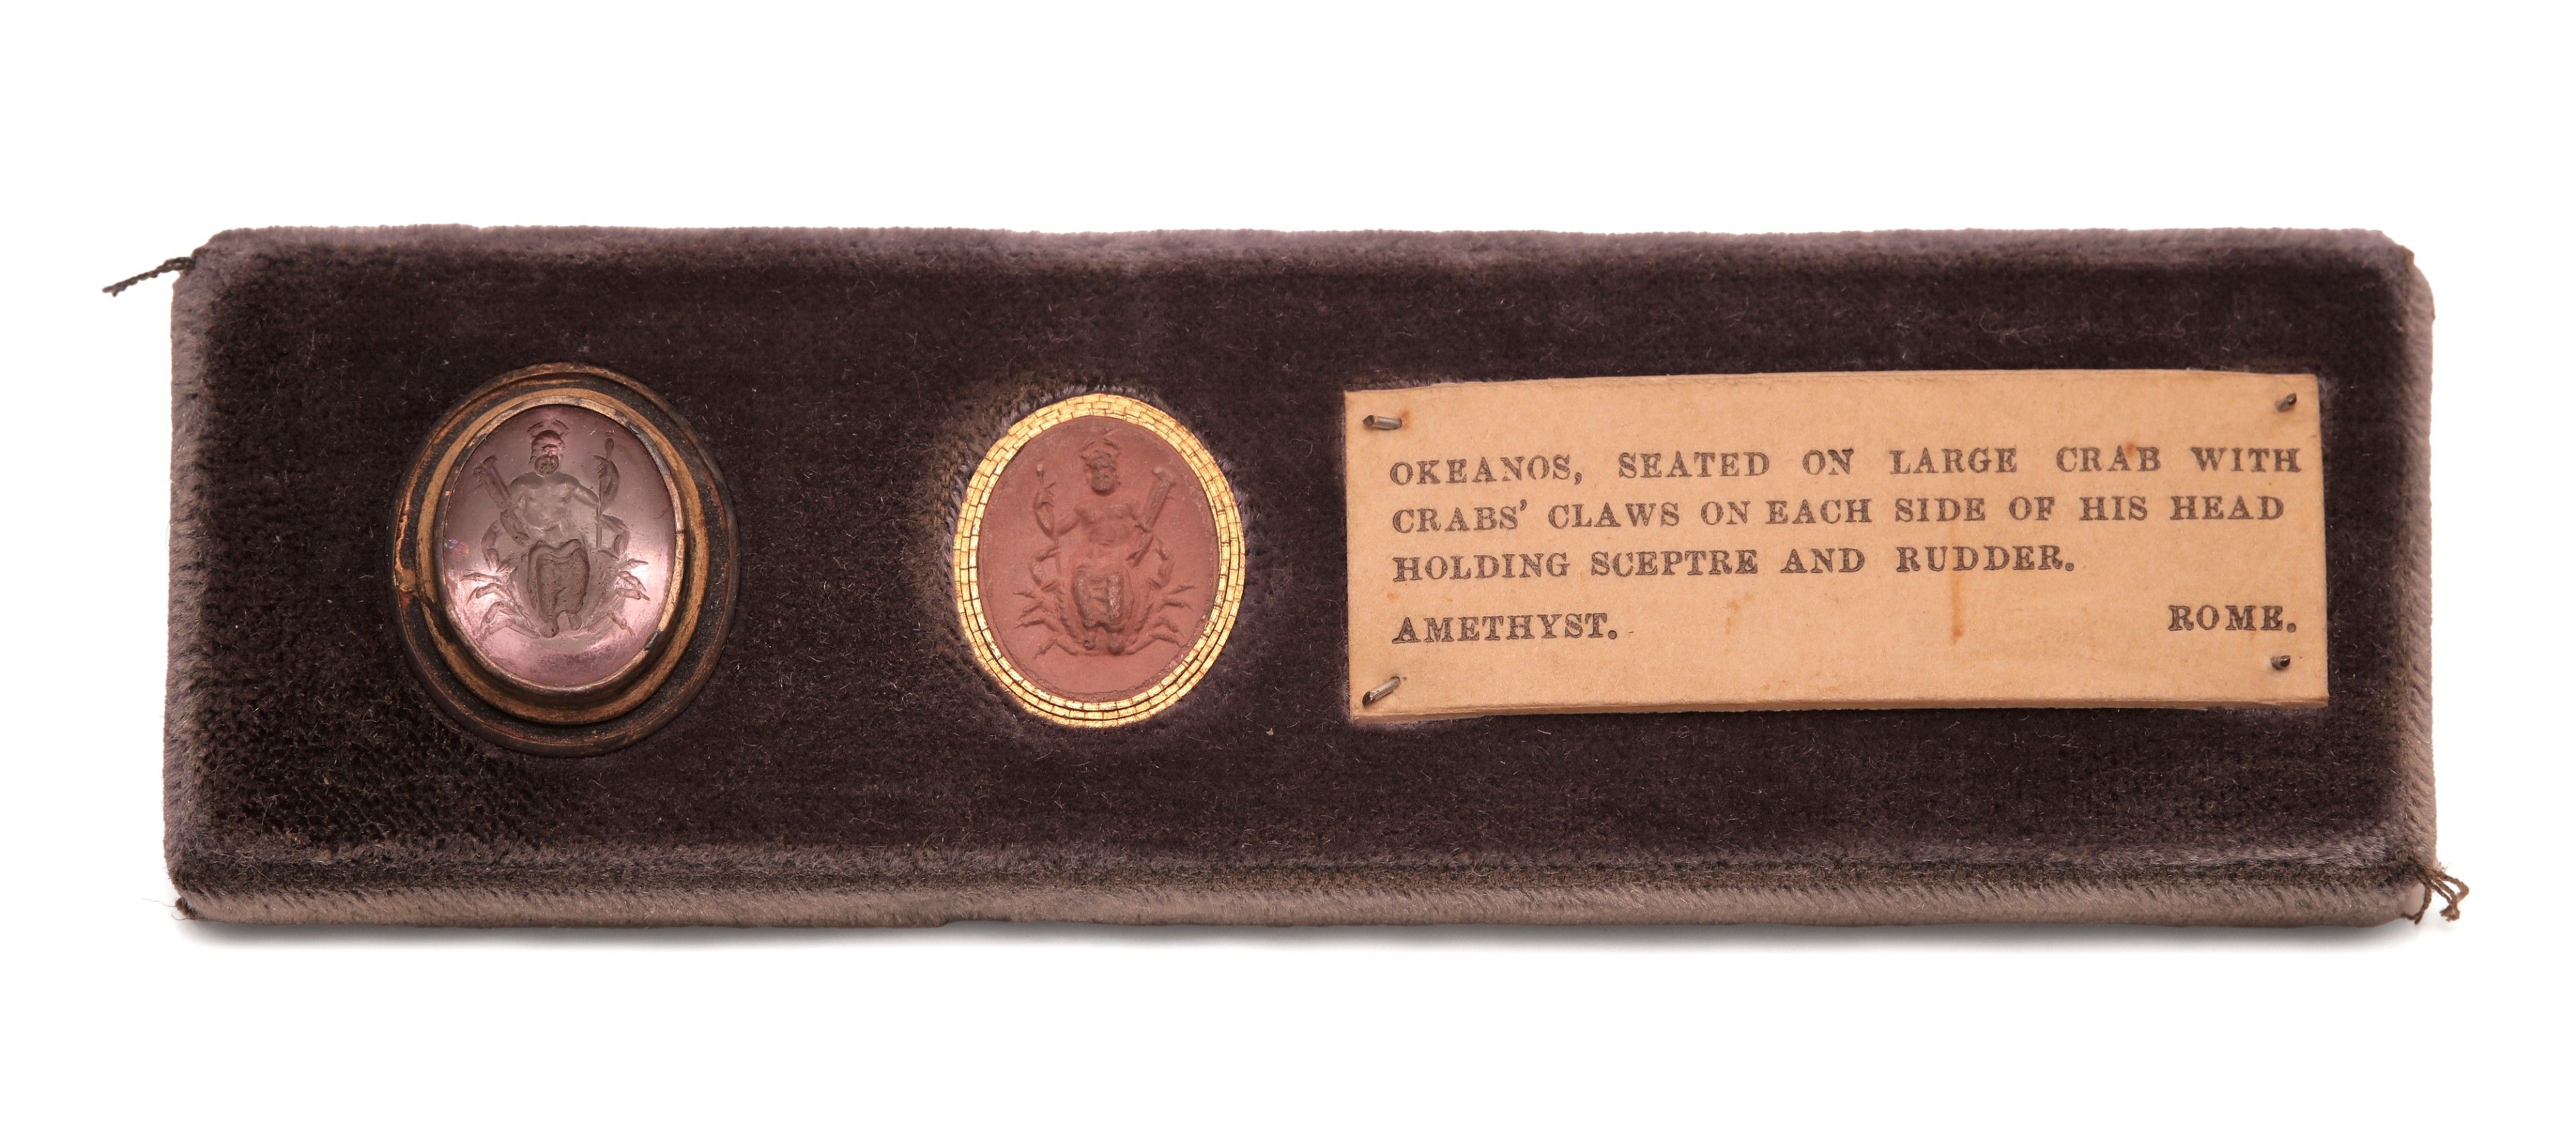 OKEANOS, SEATED ON LARGE CRAB WITH
CRABS' CLAWS ON EACH SIDE OF HIS HEAD
HOLDING SCEPTRE AND RUDDER.
AMETHYST. ROME.